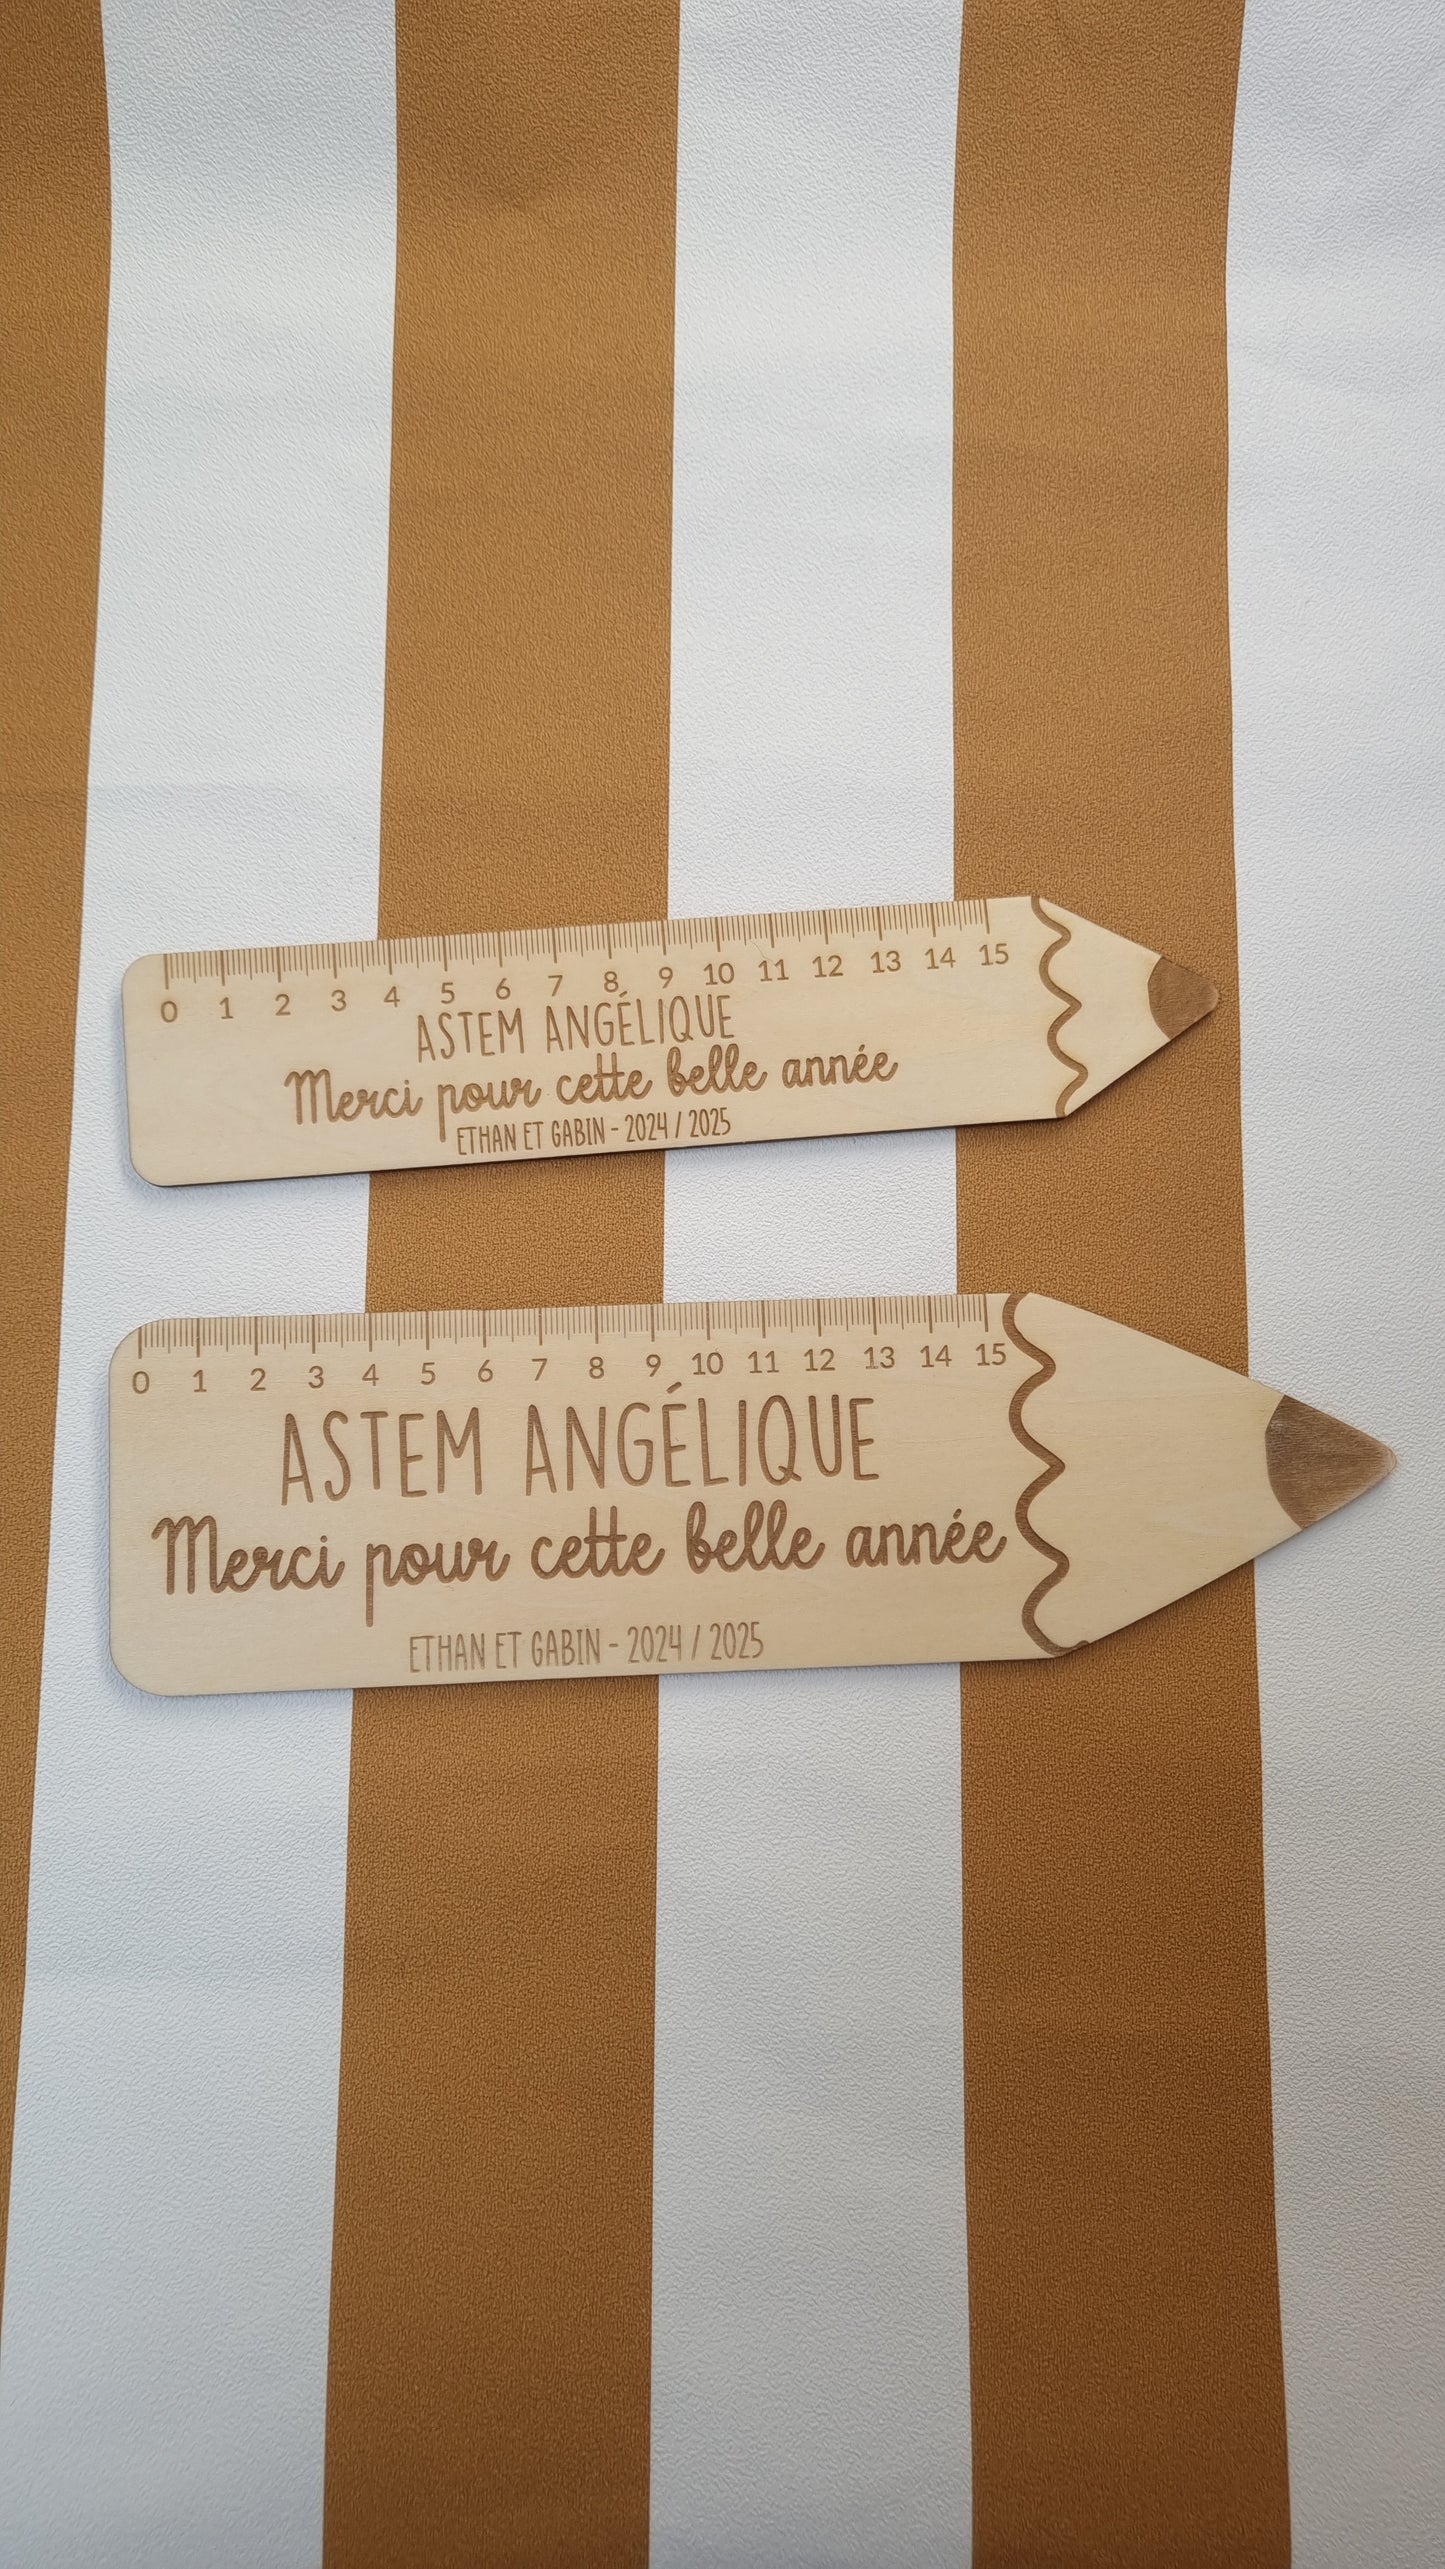 0 1 2 3 4 5 6 7 8 9 10 11 12 13 14 15
ASTEM ANGÉLIQUE
Merci pour cette belle année
ETHAN ET GABIN - 2024 / 2025
0 1 2 3 4 5 6 7 8 9 10 11 12 13 14 15
ASTEM ANGÉLIQUE
Merci pour cette belle année
ETHAN ET GABIN - 2024 / 2025